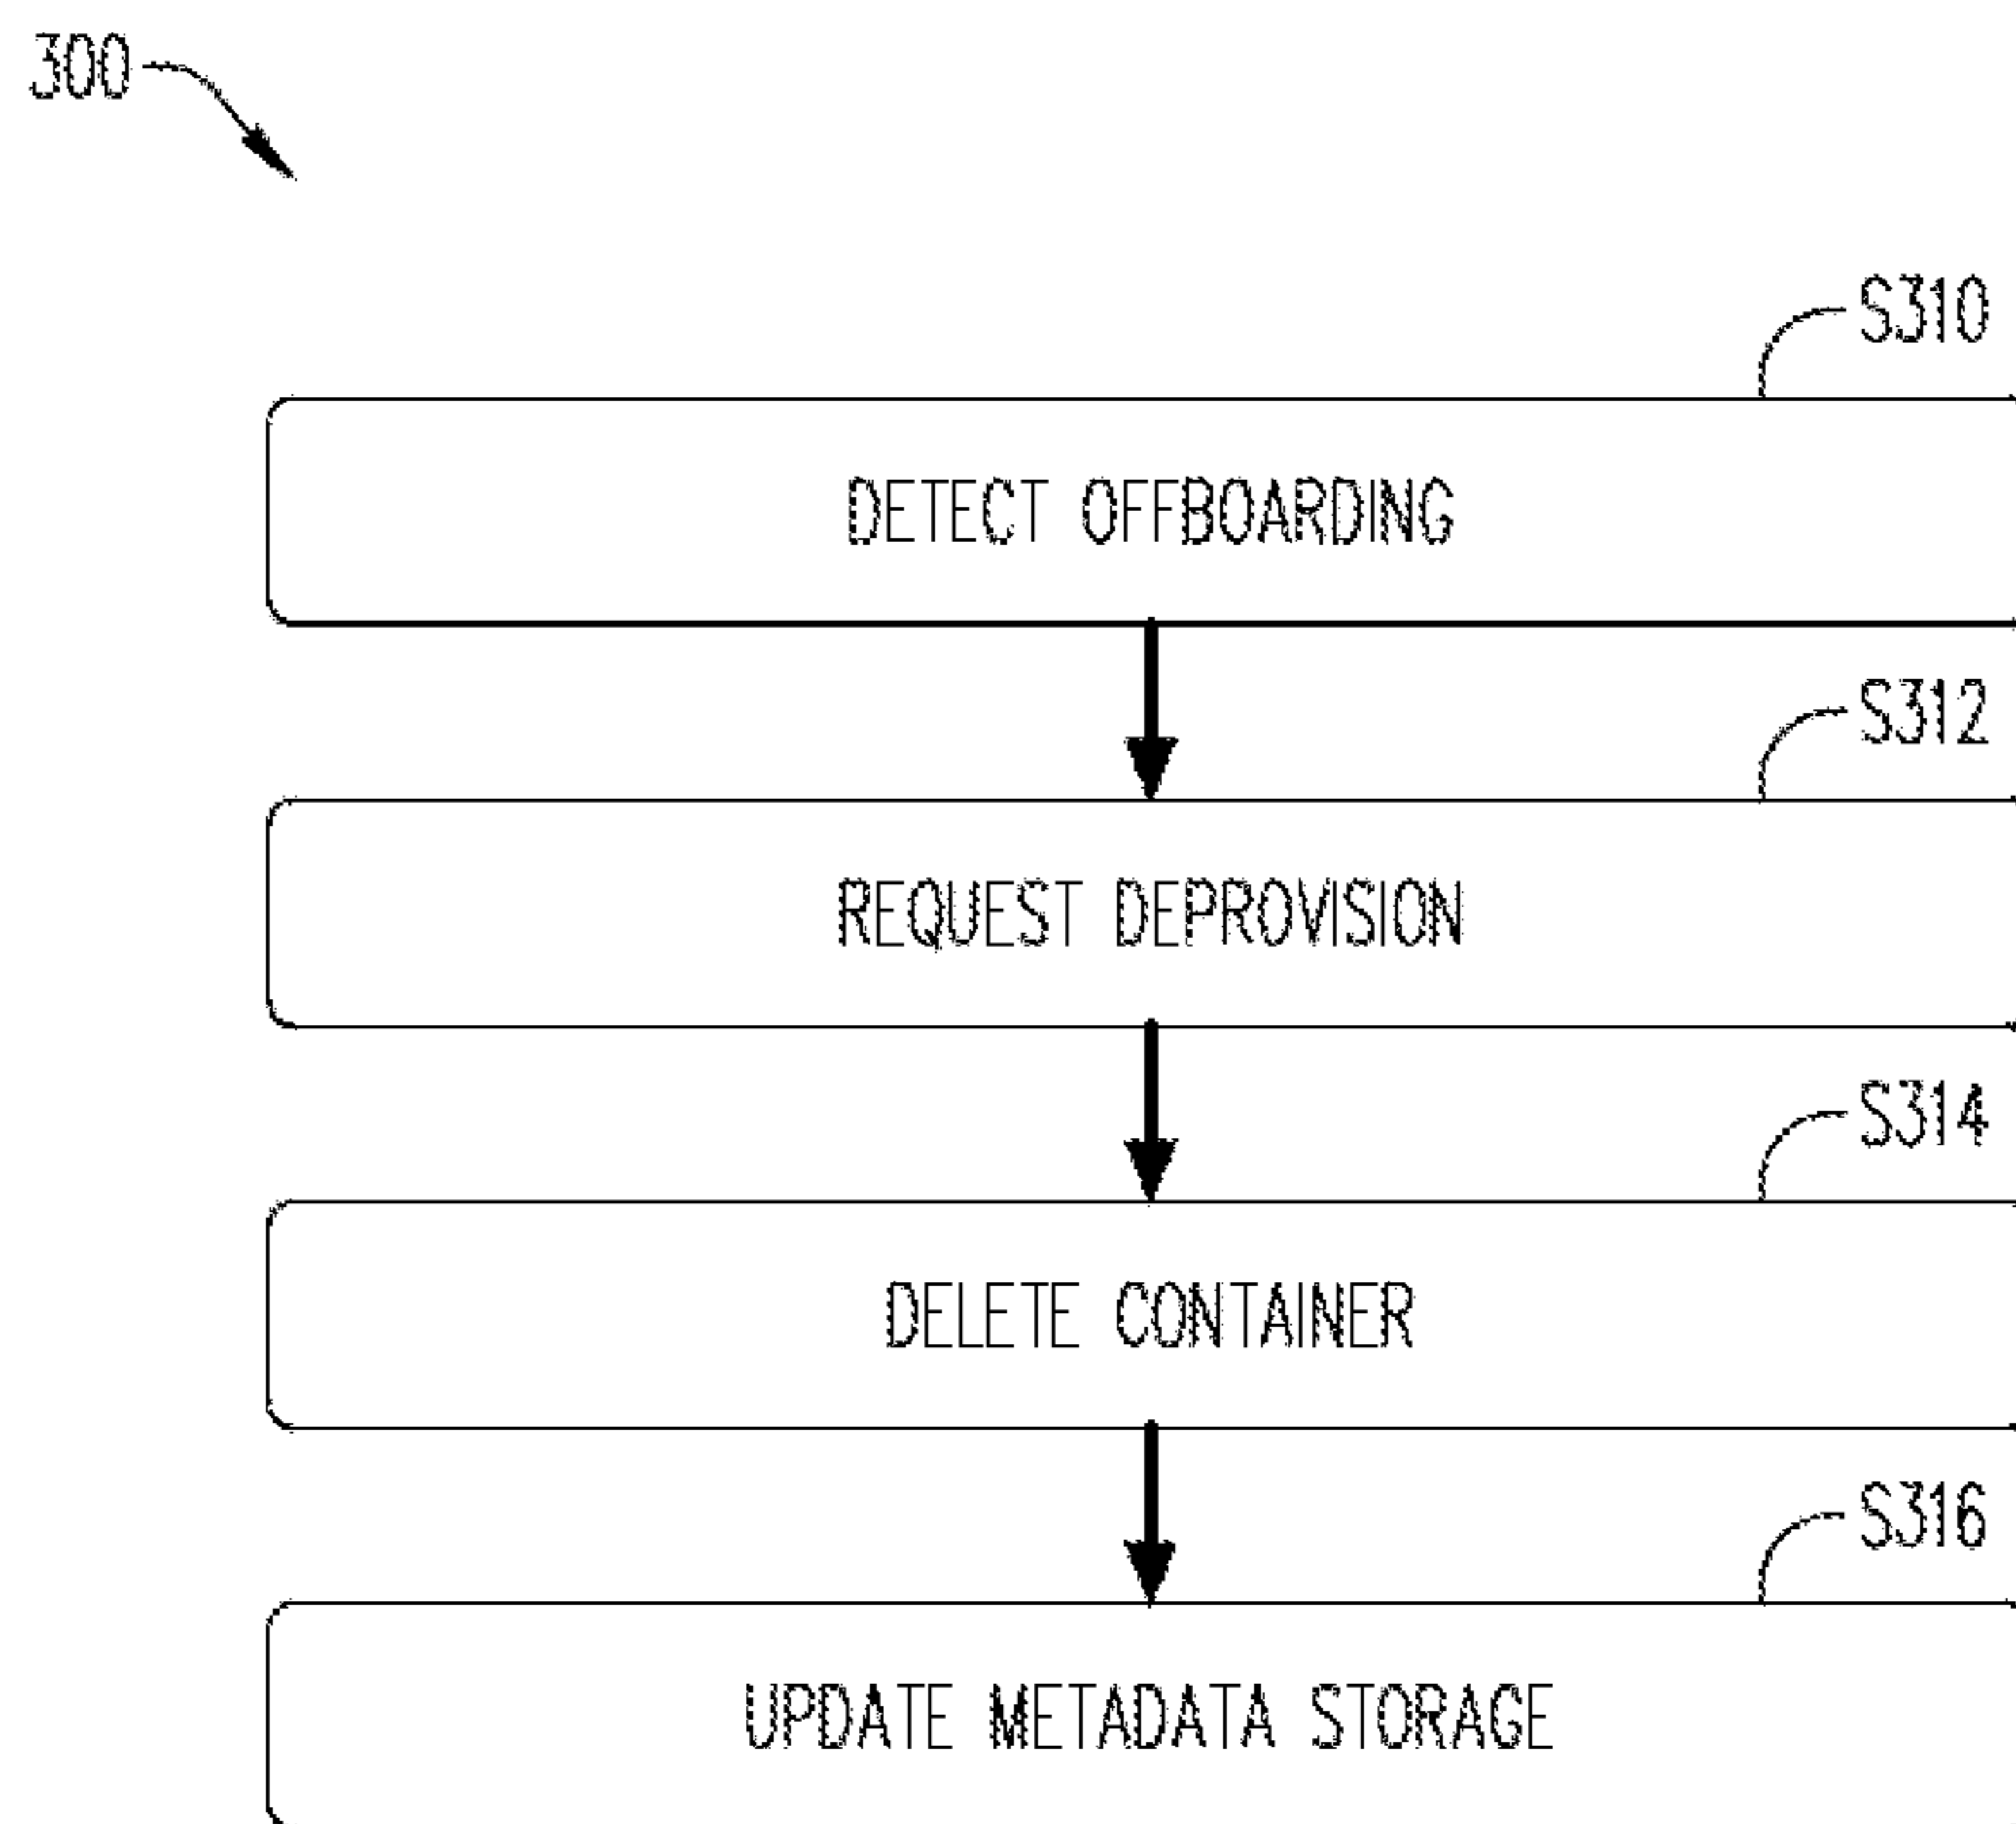 300
S310
DETECT OFFBOARDING
S312
REQUEST DEPROVISION
S314
DELETE CONTAINER
S316
UPDATE METADATA STORAGE